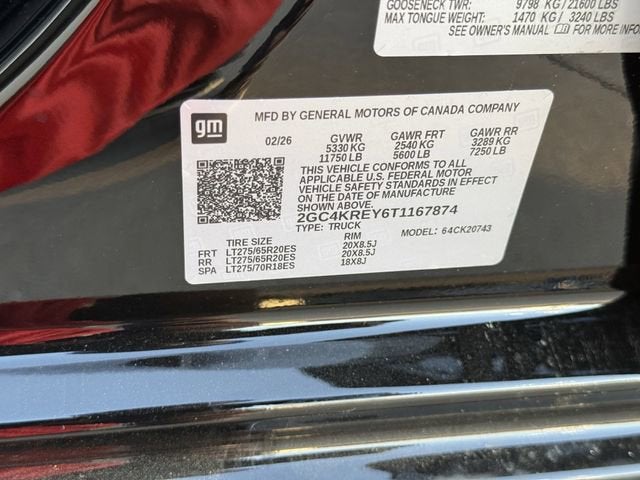 GOOSENECK TWR: 9798 KG/21600 LBS
MAX TONGUE WEIGHT: 1470 KG/ 3240 LBS
SEE OWNER'S MANUAL FOR MORE INFOR
gm
MFD BY GENERAL MOTORS OF CANADA COMPANY
02/26 GVWR GAWR FRT GAWR RR
5330 KG 2540 KG 3289 KG
11750 LB 5600 LB 7250 LB
THIS VEHICLE CONFORMS TO ALL
APPLICABLE U.S. FEDERAL MOTOR
VEHICLE SAFETY STANDARDS IN EFFECT
ON THE DATE OF MANUFACTURE
SHOWN ABOVE.
2GC4KREY6T1167874
TYPE: TRUCK MODEL: 64CK20743
TIRE SIZE RIM
FRT LT275/65R20ES 20X8.5J
RR LT275/65R20ES 20X8.5J
SPA LT275/70R18ES 18X8J